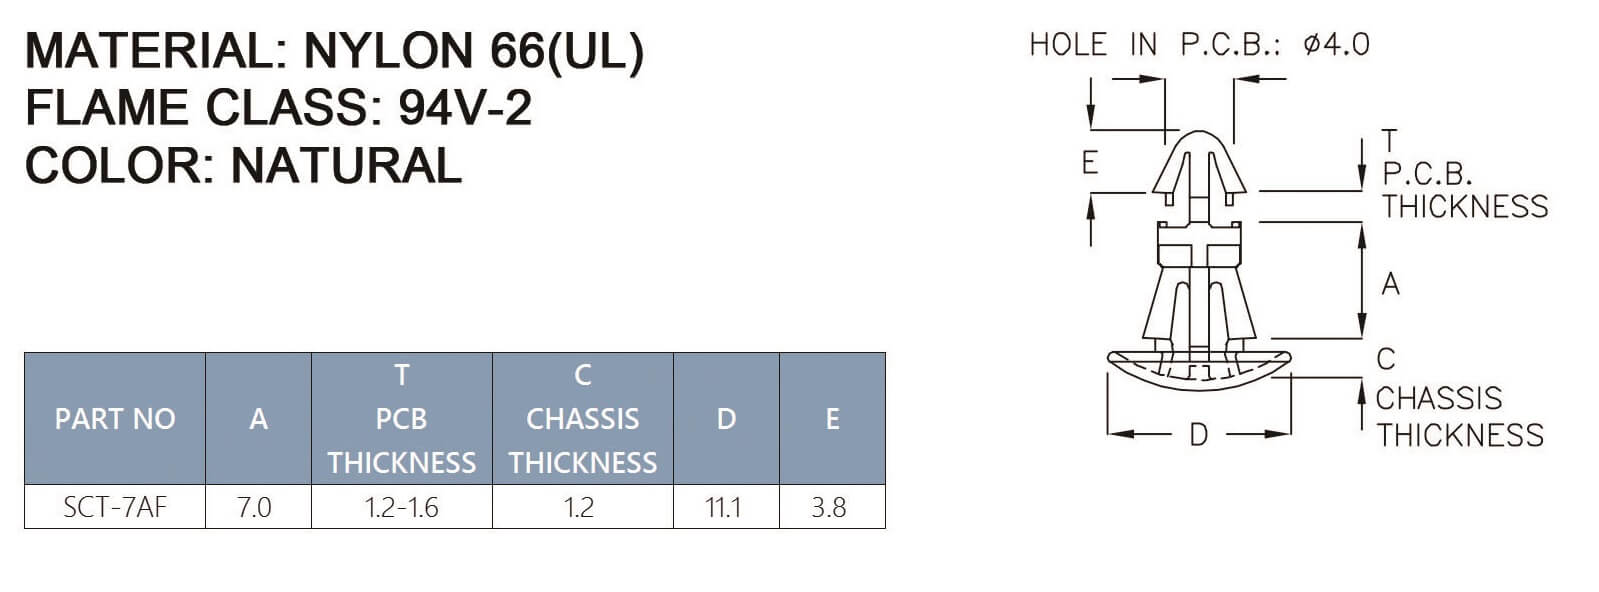 MATERIAL: NYLON 66(UL)
FLAME CLASS: 94V-2
COLOR: NATURAL
HOLE IN P.C.B.: ø4.0
E
T
P.C.B.
THICKNESS
A
C
CHASSIS
THICKNESS
D
PART NO A T PCB THICKNESS C CHASSIS THICKNESS D E
SCT-7AF 7.0 1.2-1.6 1.2 11.1 3.8